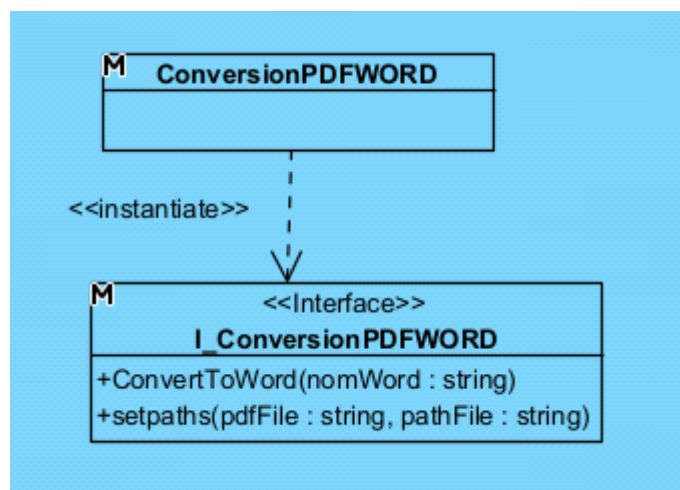 M
ConversionPDFWORD
<<instantiate>>
M
<<Interface>>
I_ConversionPDFWORD
+ConvertToWord(nomWord : string)
+setpaths(pdfFile : string, pathFile : string)